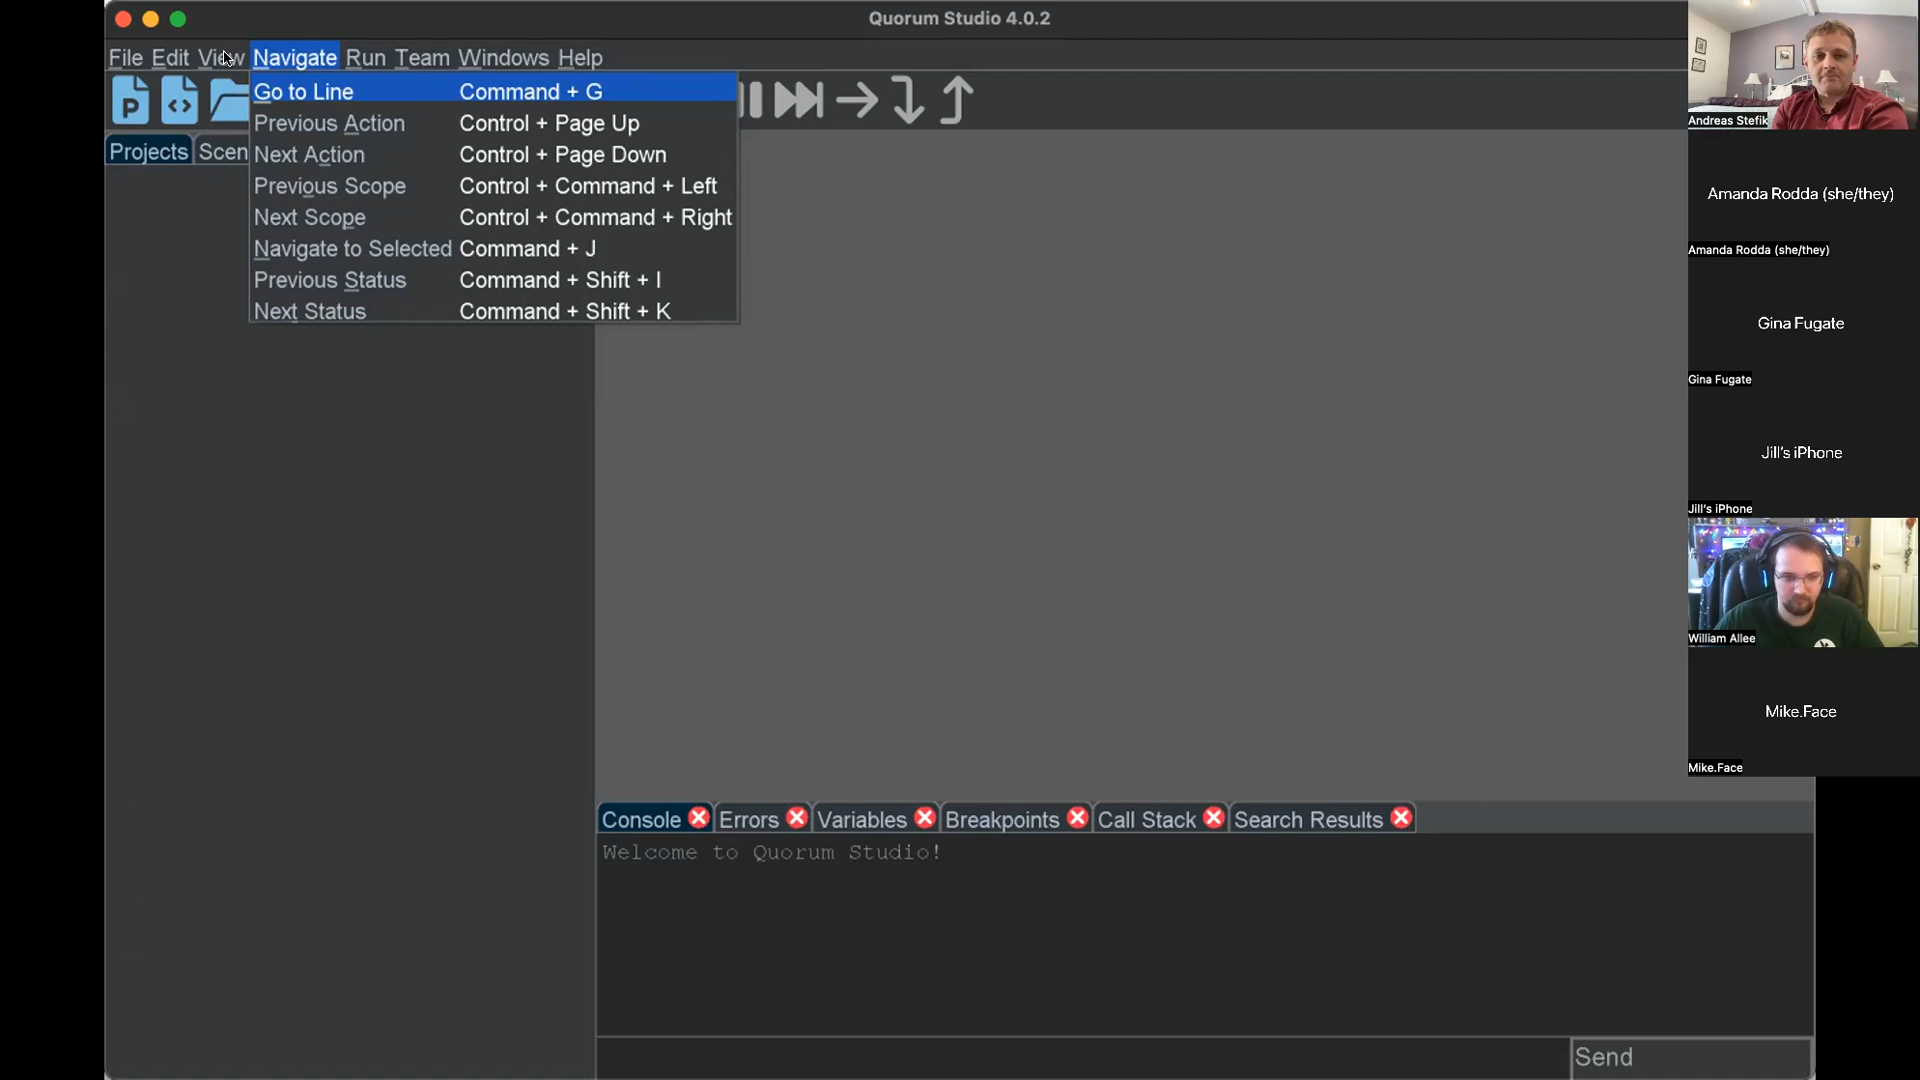 Quorum Studio 4.0.2
File Edit View Navigate Run Team Windows Help
Go to Line Command + G
Previous Action Control + Page Up
Next Action Control + Page Down
Previous Scope Control + Command + Left
Next Scope Control + Command + Right
Navigate to Selected Command + J
Previous Status Command + Shift + I
Next Status Command + Shift + K
P
Projects Scen
Console Errors Variables Breakpoints Call Stack Search Results
Welcome to Quorum Studio!
Send
Andreas Stefik
Amanda Rodda (she/they)
Amanda Rodda (she/they)
Gina Fugate
Gina Fugate
Jill's iPhone
Jill's iPhone
William Allee
Mike.Face
Mike.Face